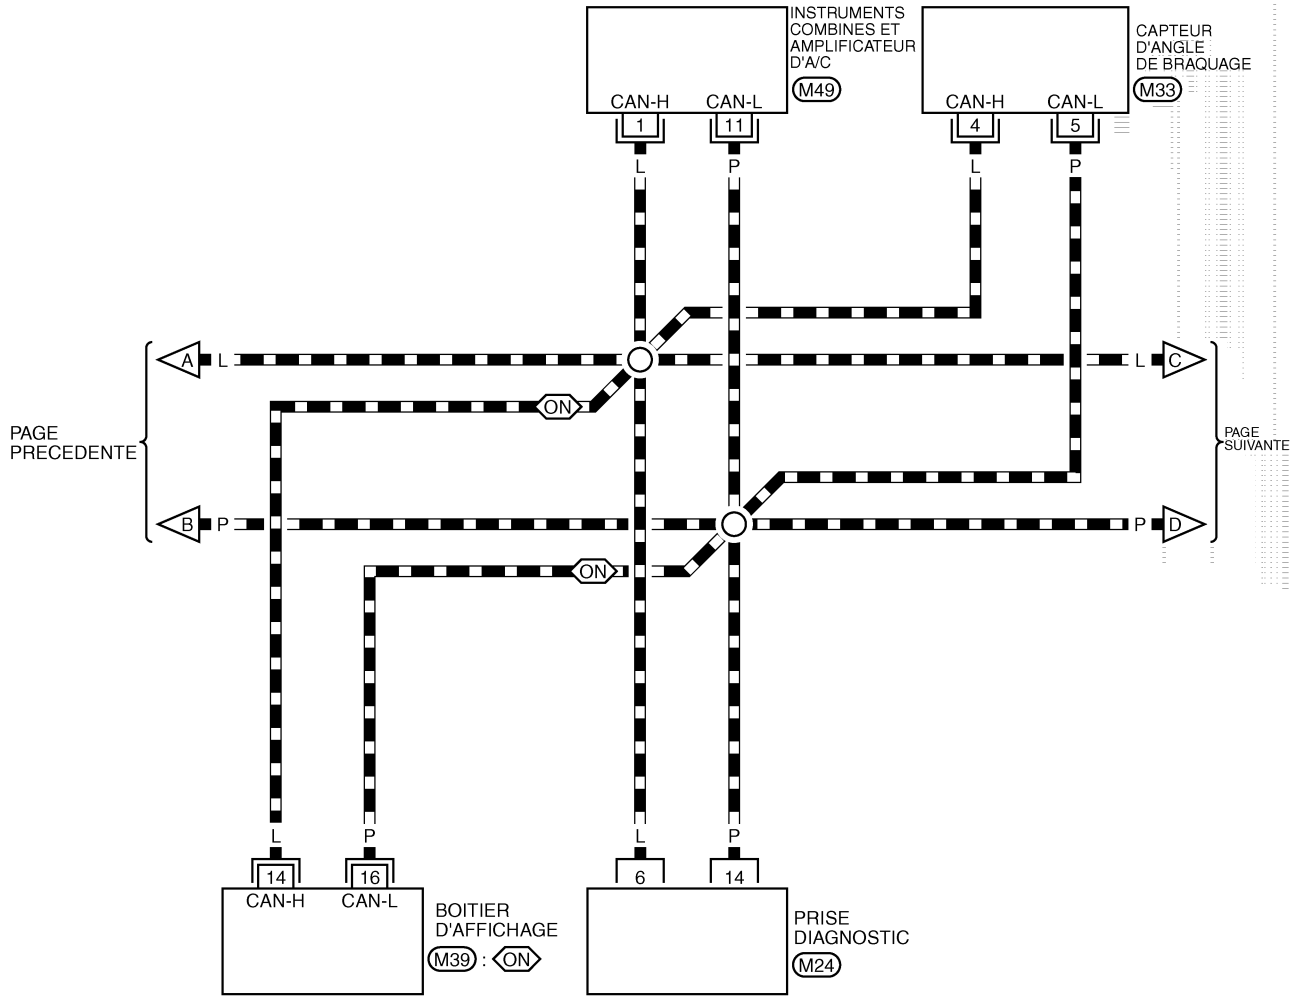 INSTRUMENTS
COMBINES ET
AMPLIFICATEUR
D'A/C
M49
CAPTEUR
D'ANGLE
DE BRAQUAGE
M33
CAN-H
CAN-L
CAN-H
CAN-L
1
11
4
5
L
P
L
P
A
L
L
C
ON
PAGE
PRECEDENTE
PAGE
SUIVANTE
B
P
P
D
ON
L
P
L
P
14
16
6
14
CAN-H
CAN-L
BOITIER
D'AFFICHAGE
M39 : ON
PRISE
DIAGNOSTIC
M24